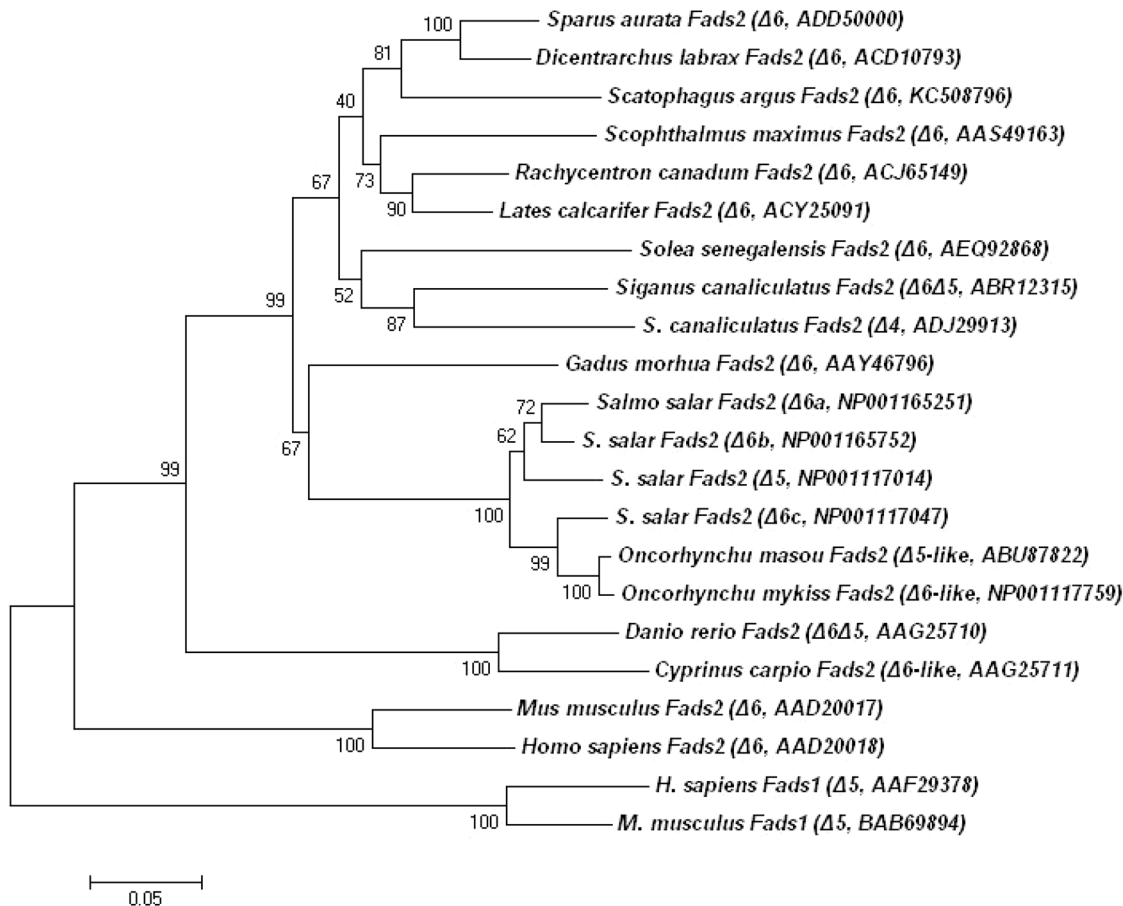 Sparus aurata Fads2 (Δ6, ADD50000)
100
Dicentrarchus labrax Fads2 (Δ6, ACD10793)
81
Scatophagus argus Fads2 (Δ6, KC508796)
40
Scophthalmus maximus Fads2 (Δ6, AAS49163)
Rachycentron canadum Fads2 (Δ6, ACJ65149)
73
67
Lates calcarifer Fads2 (Δ6, ACY25091)
90
Solea senegalensis Fads2 (Δ6, AEQ92868)
Siganus canaliculatus Fads2 (Δ6Δ5, ABR12315)
52
99
S. canaliculatus Fads2 (Δ4, ADJ29913)
87
Gadus morhua Fads2 (Δ6, AAY46796)
Salmo salar Fads2 (Δ6a, NP001165251)
72
62
S. salar Fads2 (Δ6b, NP001165752)
67
99
S. salar Fads2 (Δ5, NP001117014)
100
S. salar Fads2 (Δ6c, NP001117047)
Oncorhynchu masou Fads2 (Δ5-like, ABU87822)
99
Oncorhynchu mykiss Fads2 (Δ6-like, NP001117759)
100
Danio rerio Fads2 (Δ6Δ5, AAG25710)
100
Cyprinus carpio Fads2 (Δ6-like, AAG25711)
Mus musculus Fads2 (Δ6, AAD20017)
100
Homo sapiens Fads2 (Δ6, AAD20018)
H. sapiens Fads1 (Δ5, AAF29378)
100
M. musculus Fads1 (Δ5, BAB69894)
0.05